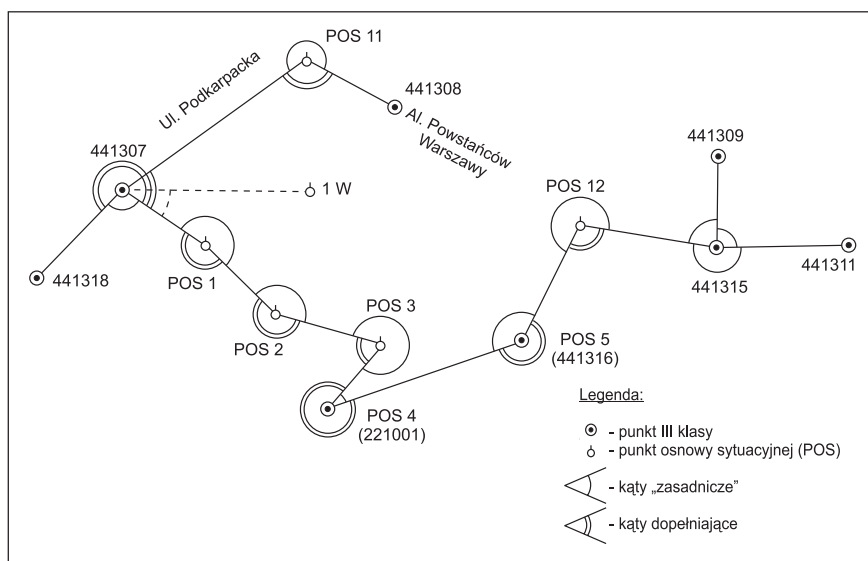 POS 11
Ul. Podkarpacka
441308
Al. Powstańców
Warszawy
441307
1 W
441309
POS 12
441318
POS 1
441311
441315
POS 3
POS 2
POS 5
(441316)
POS 4
(221001)
Legenda:
- punkt III klasy
- punkt osnowy sytuacyjnej (POS)
- kąty „zasadnicze”
- kąty dopełniające